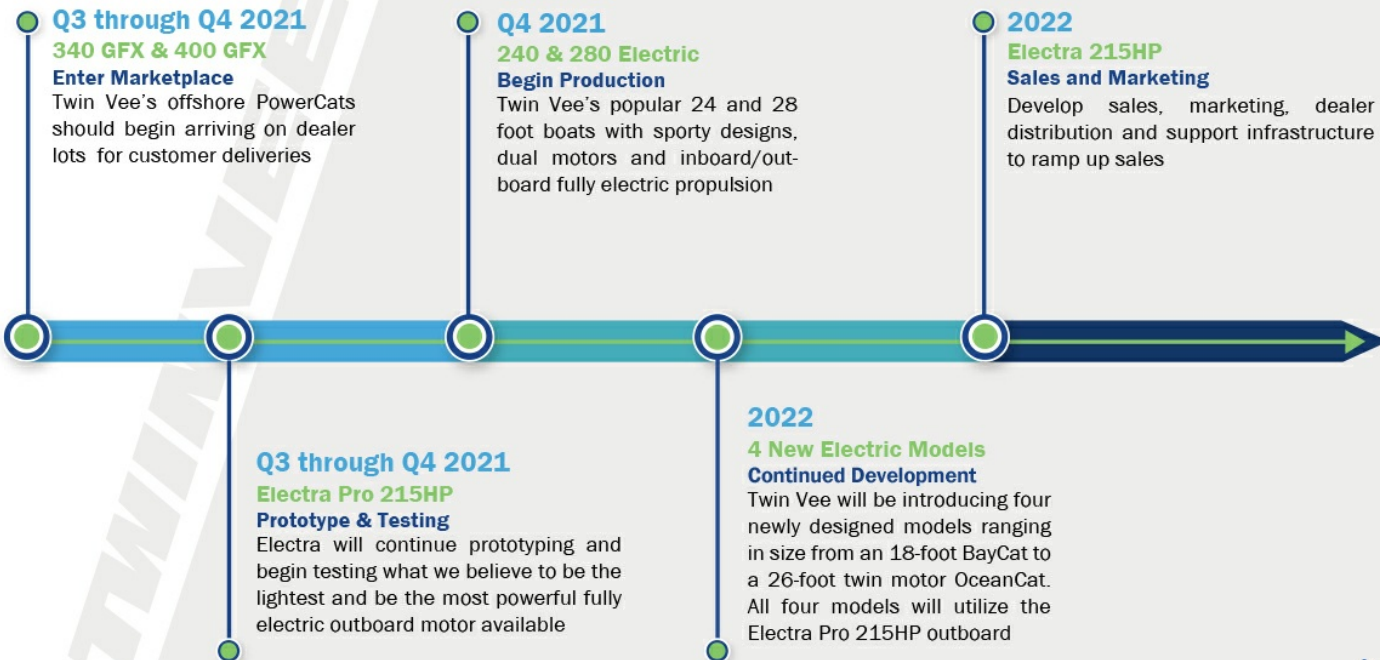 Q3 through Q4 2021
340 GFX & 400 GFX
Enter Marketplace
Twin Vee's offshore PowerCats
should begin arriving on dealer
lots for customer deliveries
Q4 2021
240 & 280 Electric
Begin Production
Twin Vee's popular 24 and 28
foot boats with sporty designs,
dual motors and inboard/out-
board fully electric propulsion
2022
Electra 215HP
Sales and Marketing
Develop sales, marketing, dealer
distribution and support infrastructure
to ramp up sales
Q3 through Q4 2021
Electra Pro 215HP
Prototype & Testing
Electra will continue prototyping and
begin testing what we believe to be the
lightest and be the most powerful fully
electric outboard motor available
2022
4 New Electric Models
Continued Development
Twin Vee will be introducing four
newly designed models ranging
in size from an 18-foot BayCat to
a 26-foot twin motor OceanCat.
All four models will utilize the
Electra Pro 215HP outboard
TWIN VEE